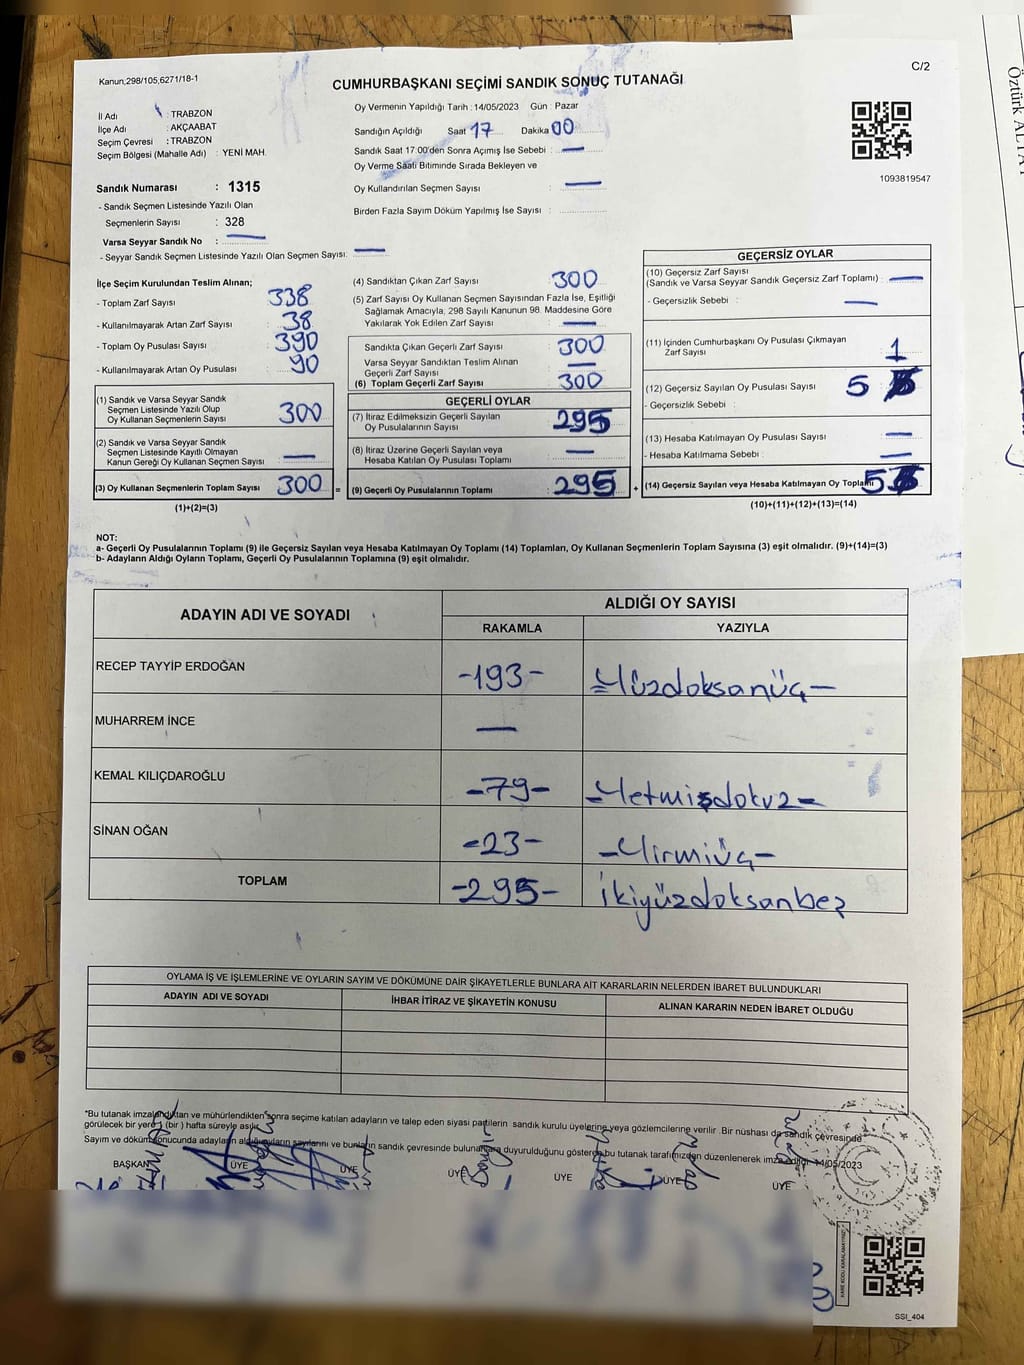 Kanun,298/105,6271/18-1
C/2
CUMHURBAŞKANI SEÇİMİ SANDIK SONUÇ TUTANAĞI
İl Adı : TRABZON
İlçe Adı : AKÇAABAT
Seçim Çevresi : TRABZON
Seçim Bölgesi (Mahalle Adı) : YENİ MAH.
Oy Vermenin Yapıldığı Tarih : 14/05/2023 Gün : Pazar
Sandığın Açıldığı Saat 17 Dakika 00
Sandık Saat 17:00'den Sonra Açımış İse Sebebi : —
Oy Verme Saati Bitiminde Sırada Bekleyen ve
Oy Kullandırılan Seçmen Sayısı : —
Birden Fazla Sayım Döküm Yapılmış İse Sayısı :
1093819547
Sandık Numarası : 1315
- Sandık Seçmen Listesinde Yazılı Olan
Seçmenlerin Sayısı : 328
Varsa Seyyar Sandık No : —
- Seyyar Sandık Seçmen Listesinde Yazılı Olan Seçmen Sayısı: —
İlçe Seçim Kurulundan Teslim Alınan;
- Toplam Zarf Sayısı : 338
- Kullanılmayarak Artan Zarf Sayısı : 38
- Toplam Oy Pusulası Sayısı : 390
- Kullanılmayarak Artan Oy Pusulası : 90
(1) Sandık ve Varsa Seyyar Sandık
Seçmen Listesinde Yazılı Olup
Oy Kullanan Seçmenlerin Sayısı : 300
(2) Sandık ve Varsa Seyyar Sandık
Seçmen Listesinde Kayıtlı Olmayan
Kanun Gereği Oy Kullanan Seçmen Sayısı : —
(3) Oy Kullanan Seçmenlerin Toplam Sayısı 300
(1)+(2)=(3)
=
(4) Sandıktan Çıkan Zarf Sayısı : 300
(5) Zarf Sayısı Oy Kullanan Seçmen Sayısından Fazla İse, Eşitliği
Sağlamak Amacıyla, 298 Sayılı Kanunun 98. Maddesine Göre
Yakılarak Yok Edilen Zarf Sayısı : —
Sandıkta Çıkan Geçerli Zarf Sayısı : 300
Varsa Seyyar Sandıktan Teslim Alınan
Geçerli Zarf Sayısı : —
(6) Toplam Geçerli Zarf Sayısı : 300
GEÇERLİ OYLAR
(7) İtiraz Edilmeksizin Geçerli Sayılan
Oy Pusulalarının Sayısı : 295
(8) İtiraz Üzerine Geçerli Sayılan veya
Hesaba Katılan Oy Pusulası Toplamı : —
(9) Geçerli Oy Pusulalarının Toplamı : 295
+
GEÇERSİZ OYLAR
(10) Geçersiz Zarf Sayısı
(Sandık ve Varsa Seyyar Sandık Geçersiz Zarf Toplamı) : —
- Geçersizlik Sebebi : —
(11) İçinden Cumhurbaşkanı Oy Pusulası Çıkmayan
Zarf Sayısı : 1
(12) Geçersiz Sayılan Oy Pusulası Sayısı : 5
- Geçersizlik Sebebi :
(13) Hesaba Katılmayan Oy Pusulası Sayısı : —
- Hesaba Katılmama Sebebi : —
(14) Geçersiz Sayılan veya Hesaba Katılmayan Oy Toplamı 5
(10)+(11)+(12)+(13)=(14)
NOT:
a- Geçerli Oy Pusulalarının Toplamı (9) ile Geçersiz Sayılan veya Hesaba Katılmayan Oy Toplamı (14) Toplamları, Oy Kullanan Seçmenlerin Toplam Sayısına (3) eşit olmalıdır. (9)+(14)=(3)
b- Adayların Aldığı Oyların Toplamı, Geçerli Oy Pusulalarının Toplamına (9) eşit olmalıdır.
ADAYIN ADI VE SOYADI ALDIĞI OY SAYISI
RAKAMLA YAZIYLA
RECEP TAYYİP ERDOĞAN -193- Yüzdoksanüç—
MUHARREM İNCE —
KEMAL KILIÇDAROĞLU -79- -Yetmişdokuz-
SİNAN OĞAN -23- -Yirmiüç-
TOPLAM -295- İkiyüzdoksanbeş
OYLAMA İŞ VE İŞLEMLERİNE VE OYLARIN SAYIM VE DÖKÜMÜNE DAİR ŞİKAYETLERLE BUNLARA AİT KARARLARIN NELERDEN İBARET BULUNDUKLARI
ADAYIN ADI VE SOYADI İHBAR İTİRAZ VE ŞİKAYETİN KONUSU ALINAN KARARIN NEDEN İBARET OLDUĞU
*Bu tutanak imzalandıktan ve mühürlendikten sonra seçime katılan adayların ve talep eden siyasi partilerin sandık kurulu üyelerine veya gözlemcilerine verilir .Bir nüshası da sandık çevresinde
görülecek bir yere ( bir ) hafta süreyle asılır.
Sayım ve döküm sonucunda adayların aldığı oyların sayılarını ve bunların sandık çevresinde bulunanlara duyurulduğunu gösteren bu tutanak tarafımızdan düzenlenerek imza edildi. 14/05/2023
BAŞKAN ÜYE ÜYE ÜYE ÜYE ÜYE ÜYE
SSI_404
Öztürk ALTAY